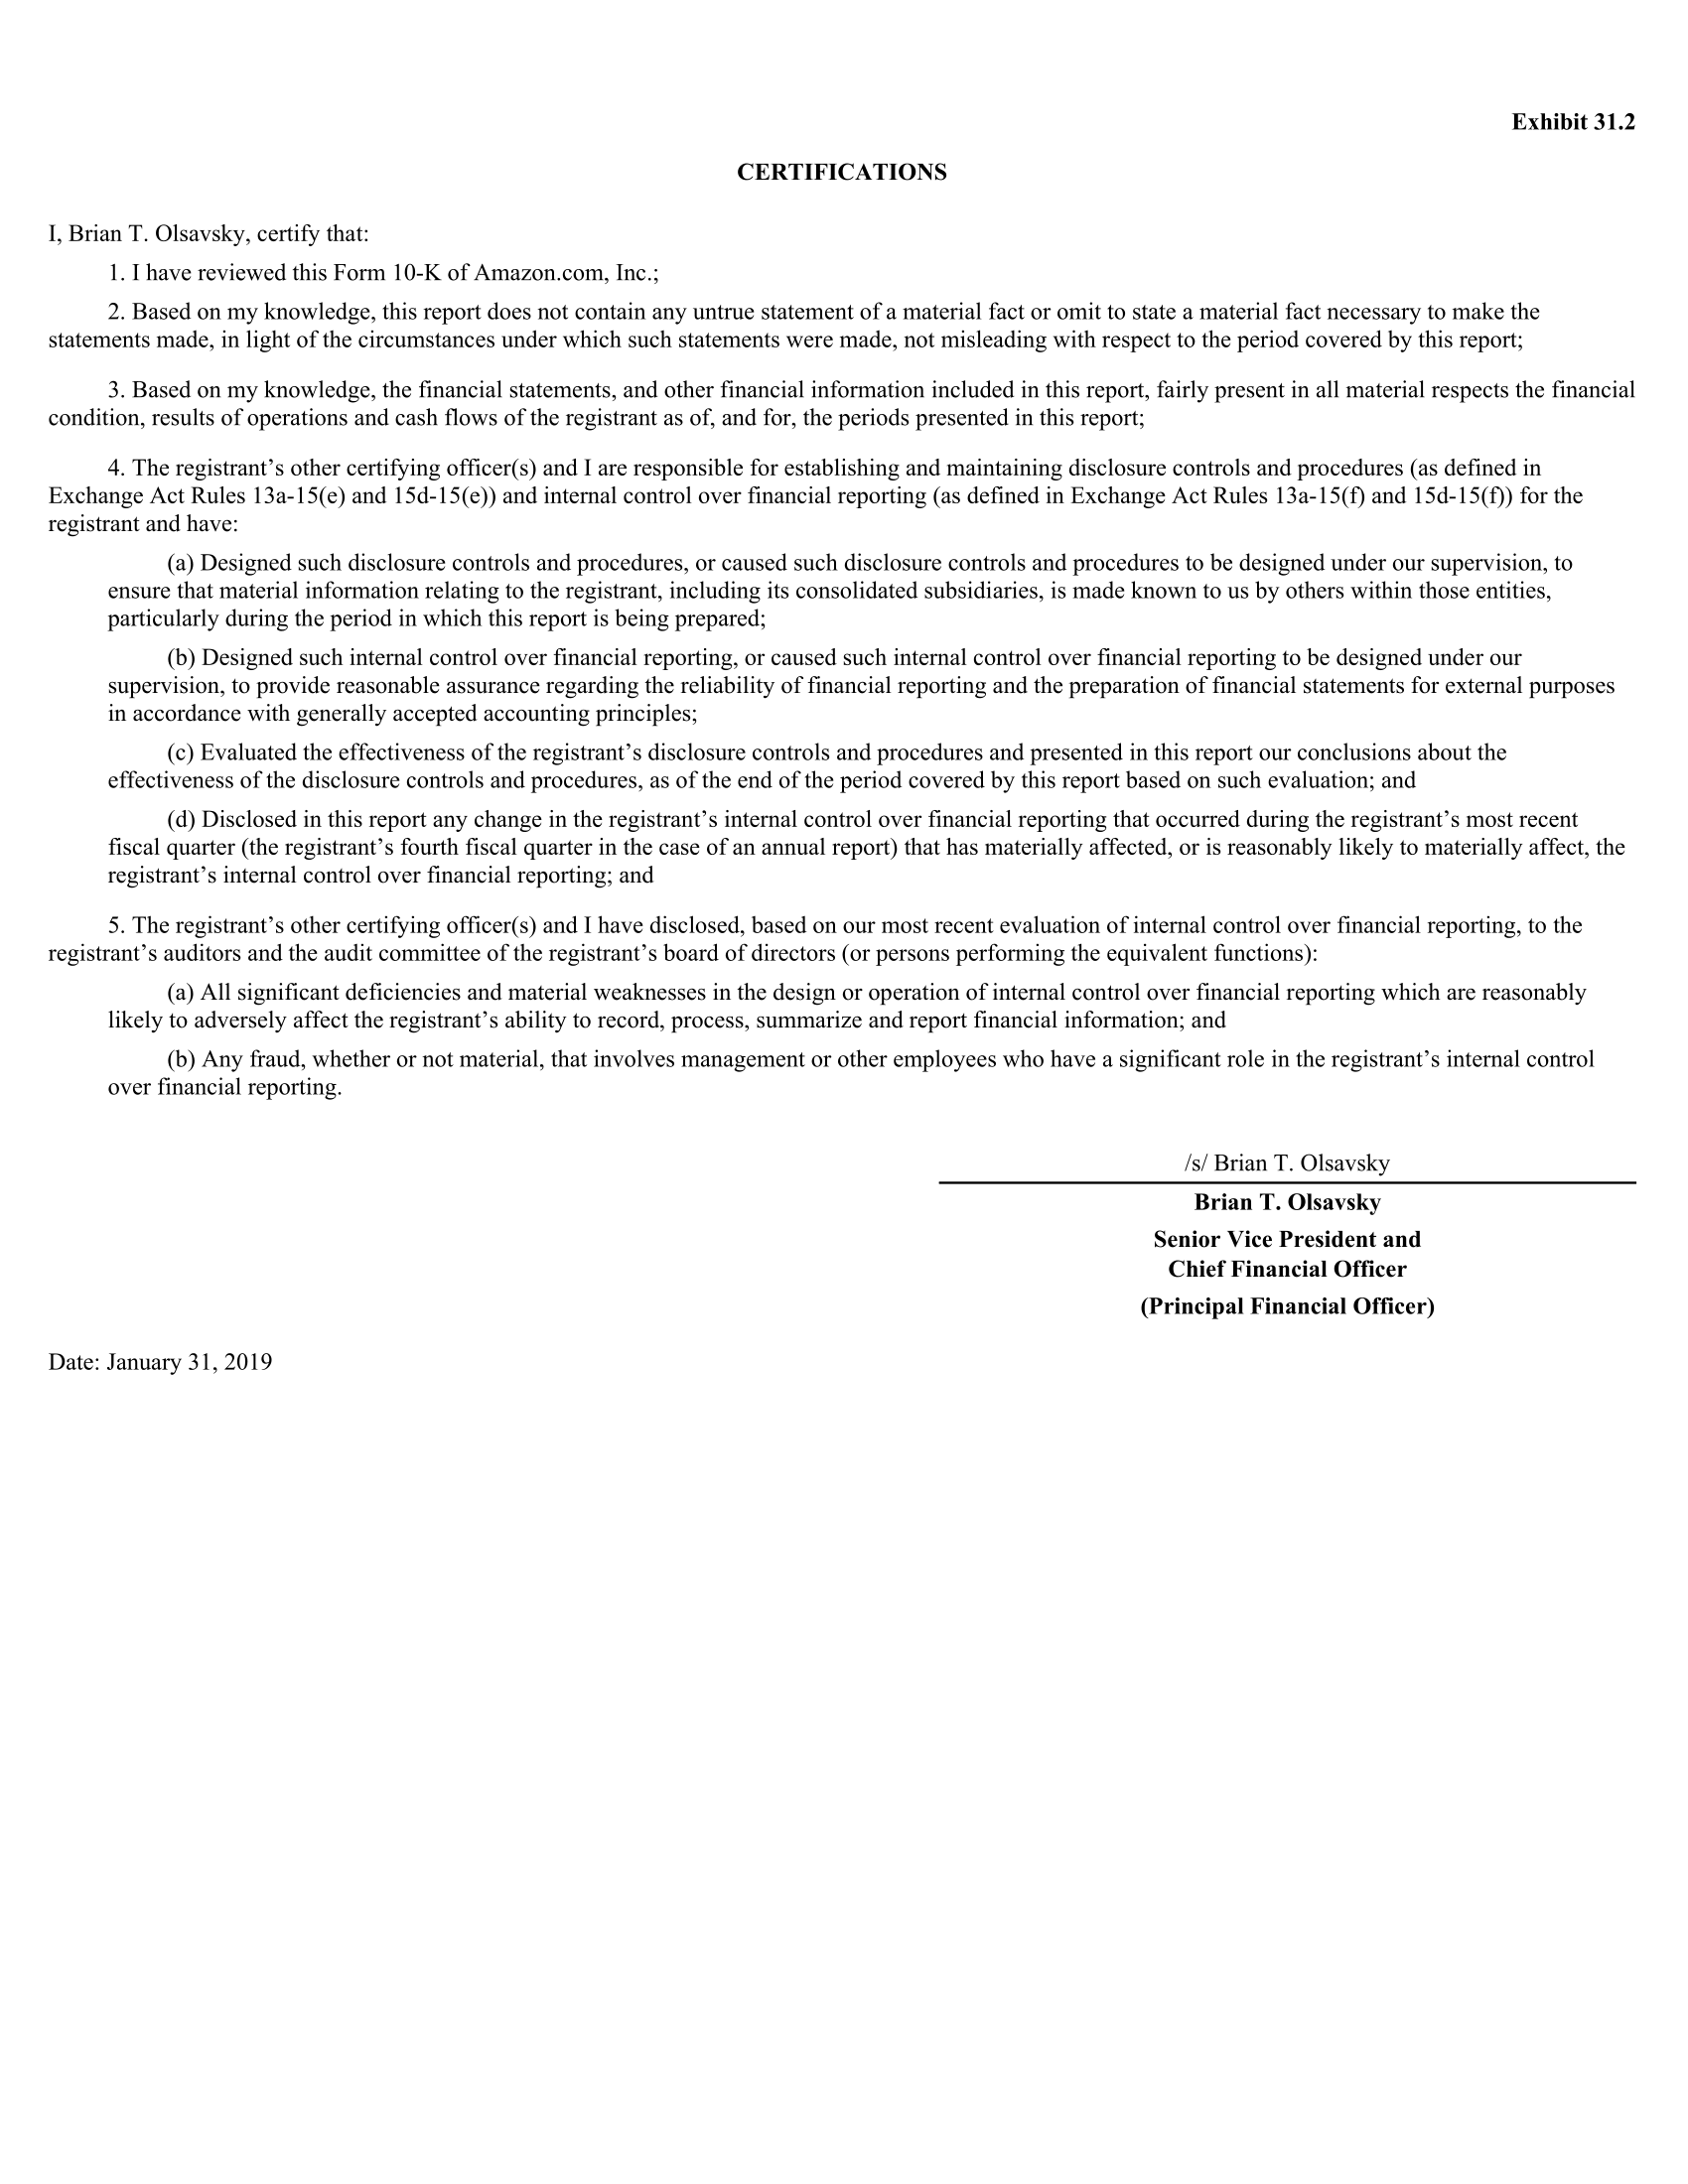 Exhibit 31.2
CERTIFICATIONS
I, Brian T. Olsavsky, certify that:
1. I have reviewed this Form 10-K of Amazon.com, Inc.;
2. Based on my knowledge, this report does not contain any untrue statement of a material fact or omit to state a material fact necessary to make the
statements made, in light of the circumstances under which such statements were made, not misleading with respect to the period covered by this report;
3. Based on my knowledge, the financial statements, and other financial information included in this report, fairly present in all material respects the financial
condition, results of operations and cash flows of the registrant as of, and for, the periods presented in this report;
4. The registrant’s other certifying officer(s) and I are responsible for establishing and maintaining disclosure controls and procedures (as defined in
Exchange Act Rules 13a-15(e) and 15d-15(e)) and internal control over financial reporting (as defined in Exchange Act Rules 13a-15(f) and 15d-15(f)) for the
registrant and have:
(a) Designed such disclosure controls and procedures, or caused such disclosure controls and procedures to be designed under our supervision, to
ensure that material information relating to the registrant, including its consolidated subsidiaries, is made known to us by others within those entities,
particularly during the period in which this report is being prepared;
(b) Designed such internal control over financial reporting, or caused such internal control over financial reporting to be designed under our
supervision, to provide reasonable assurance regarding the reliability of financial reporting and the preparation of financial statements for external purposes
in accordance with generally accepted accounting principles;
(c) Evaluated the effectiveness of the registrant’s disclosure controls and procedures and presented in this report our conclusions about the
effectiveness of the disclosure controls and procedures, as of the end of the period covered by this report based on such evaluation; and
(d) Disclosed in this report any change in the registrant’s internal control over financial reporting that occurred during the registrant’s most recent
fiscal quarter (the registrant’s fourth fiscal quarter in the case of an annual report) that has materially affected, or is reasonably likely to materially affect, the
registrant’s internal control over financial reporting; and
5. The registrant’s other certifying officer(s) and I have disclosed, based on our most recent evaluation of internal control over financial reporting, to the
registrant’s auditors and the audit committee of the registrant’s board of directors (or persons performing the equivalent functions):
(a) All significant deficiencies and material weaknesses in the design or operation of internal control over financial reporting which are reasonably
likely to adversely affect the registrant’s ability to record, process, summarize and report financial information; and
(b) Any fraud, whether or not material, that involves management or other employees who have a significant role in the registrant’s internal control
over financial reporting.
/s/ Brian T. Olsavsky
Brian T. Olsavsky
Senior Vice President and
Chief Financial Officer
(Principal Financial Officer)
Date: January 31, 2019